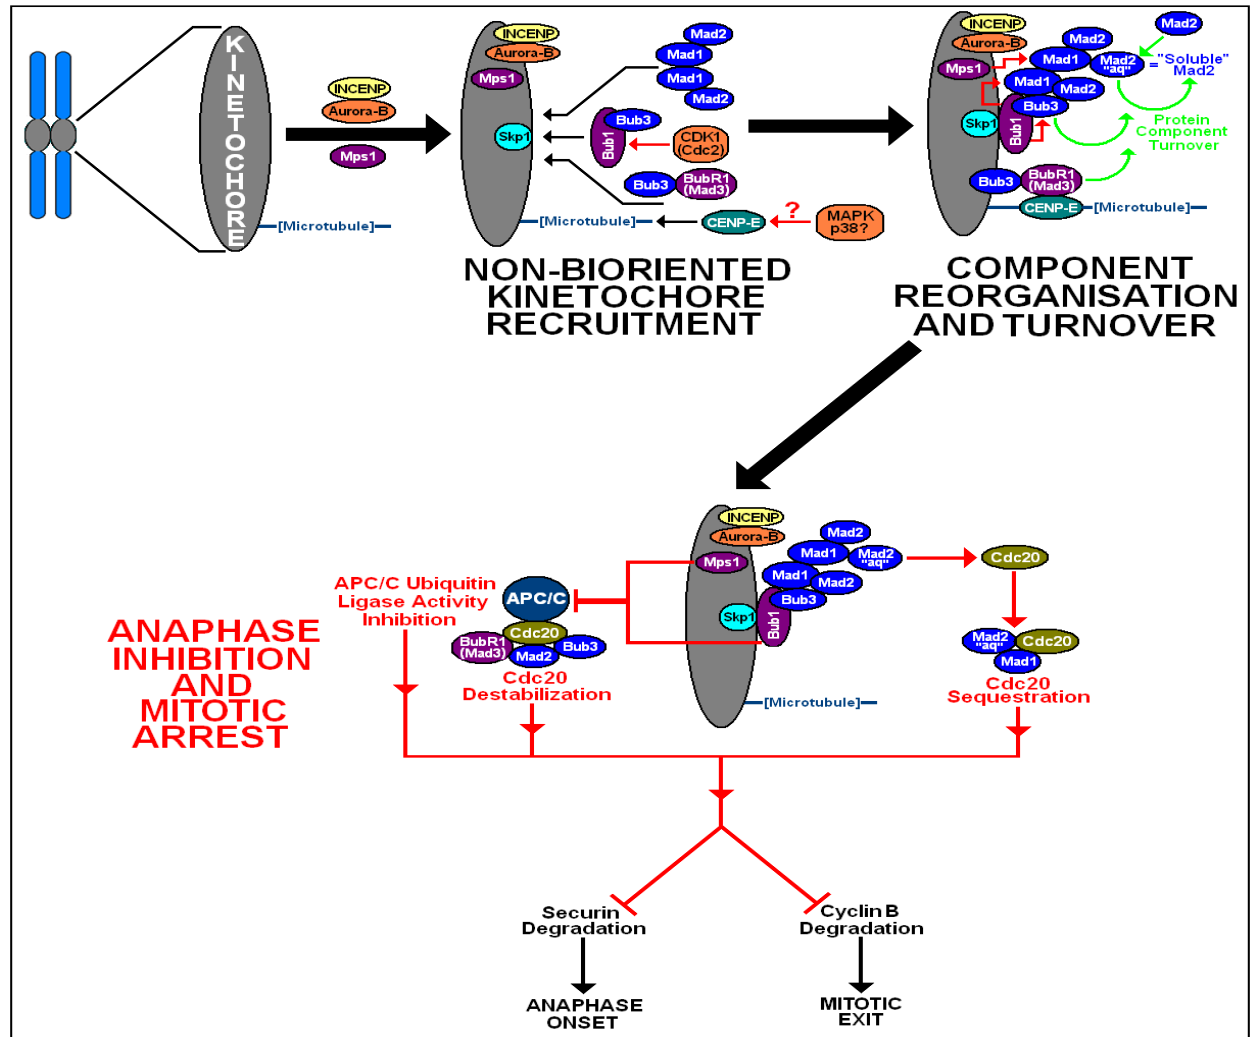 KINETOCHORE
[Microtubule]
INCENP
Aurora-B
Mps1
INCENP
Aurora-B
Mps1
Skp1
Mad2
Mad1
Mad1
Mad2
Bub3
Bub1
CDK1
(Cdc2)
Bub3
BubR1
(Mad3)
[Microtubule]
CENP-E
?
MAPK
p38?
NON-BIORIENTED
KINETOCHORE
RECRUITMENT
INCENP
Aurora-B
Mps1
Skp1
Mad2
Mad1
Mad2
"aq"
Mad2
="Soluble"
Mad2
Mad1
Mad2
Bub3
Bub1
Protein
Component
Turnover
Bub3
BubR1
(Mad3)
CENP-E
[Microtubule]
COMPONENT
REORGANISATION
AND TURNOVER
INCENP
Aurora-B
Mps1
Skp1
Mad2
Mad1
Mad2
"aq"
Mad1
Mad2
Bub3
Bub1
[Microtubule]
Cdc20
Mad2
"aq"
Cdc20
Mad1
Cdc20
Sequestration
APC/C Ubiquitin
Ligase Activity
Inhibition
APC/C
Cdc20
BubR1
(Mad3)
Mad2
Bub3
Cdc20
Destabilization
ANAPHASE
INHIBITION
AND
MITOTIC
ARREST
Securin
Degradation
ANAPHASE
ONSET
Cyclin B
Degradation
MITOTIC
EXIT